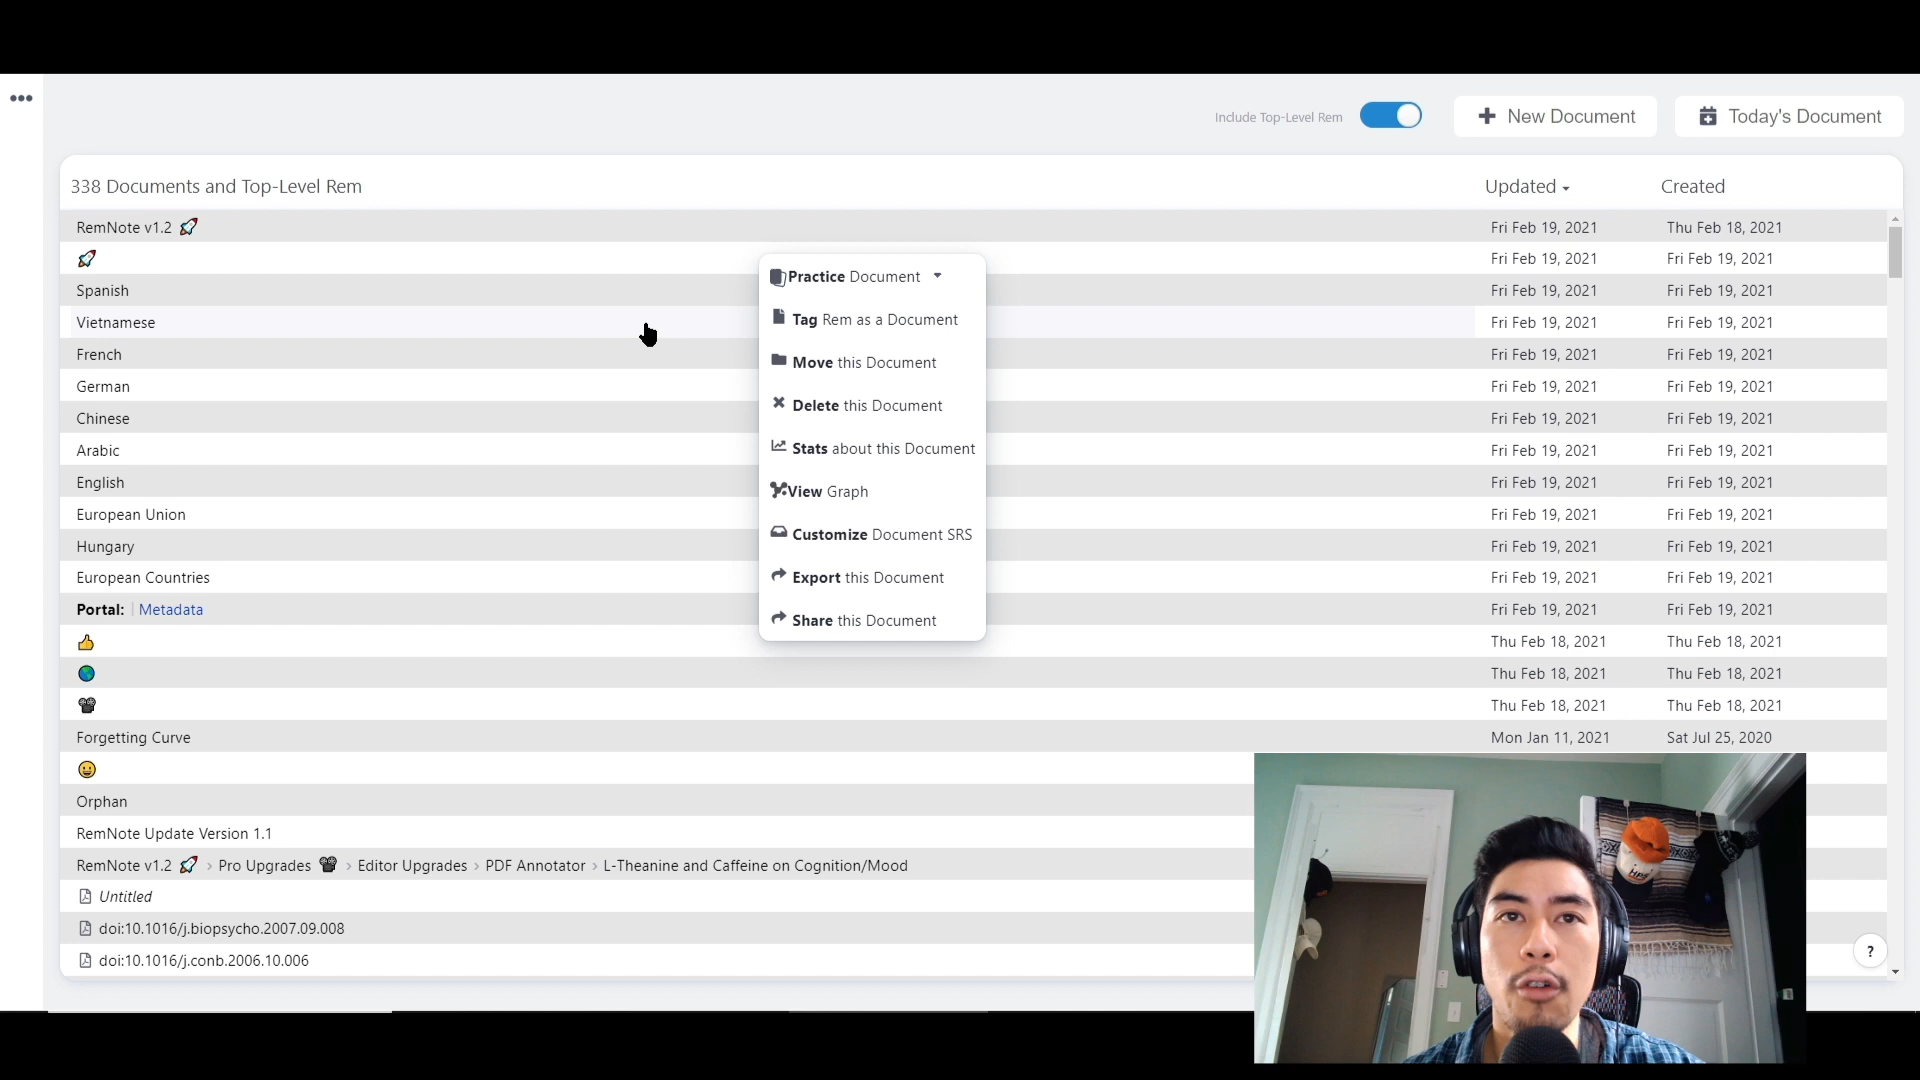 Include Top-Level Rem
New Document
Today's Document
338 Documents and Top-Level Rem Updated Created
RemNote v1.2 🚀 Fri Feb 19, 2021 Thu Feb 18, 2021
🚀 Fri Feb 19, 2021 Fri Feb 19, 2021
Spanish Fri Feb 19, 2021 Fri Feb 19, 2021
Vietnamese Fri Feb 19, 2021 Fri Feb 19, 2021
French Fri Feb 19, 2021 Fri Feb 19, 2021
German Fri Feb 19, 2021 Fri Feb 19, 2021
Chinese Fri Feb 19, 2021 Fri Feb 19, 2021
Arabic Fri Feb 19, 2021 Fri Feb 19, 2021
English Fri Feb 19, 2021 Fri Feb 19, 2021
European Union Fri Feb 19, 2021 Fri Feb 19, 2021
Hungary Fri Feb 19, 2021 Fri Feb 19, 2021
European Countries Fri Feb 19, 2021 Fri Feb 19, 2021
Portal: Metadata Fri Feb 19, 2021 Fri Feb 19, 2021
👍 Thu Feb 18, 2021 Thu Feb 18, 2021
🌎 Thu Feb 18, 2021 Thu Feb 18, 2021
📽 Thu Feb 18, 2021 Thu Feb 18, 2021
Forgetting Curve Mon Jan 11, 2021 Sat Jul 25, 2020
😀
Orphan
RemNote Update Version 1.1
RemNote v1.2 🚀 › Pro Upgrades 📽 › Editor Upgrades › PDF Annotator › L-Theanine and Caffeine on Cognition/Mood
Untitled
doi:10.1016/j.biopsycho.2007.09.008
doi:10.1016/j.conb.2006.10.006
Practice Document
Tag Rem as a Document
Move this Document
Delete this Document
Stats about this Document
View Graph
Customize Document SRS
Export this Document
Share this Document
?